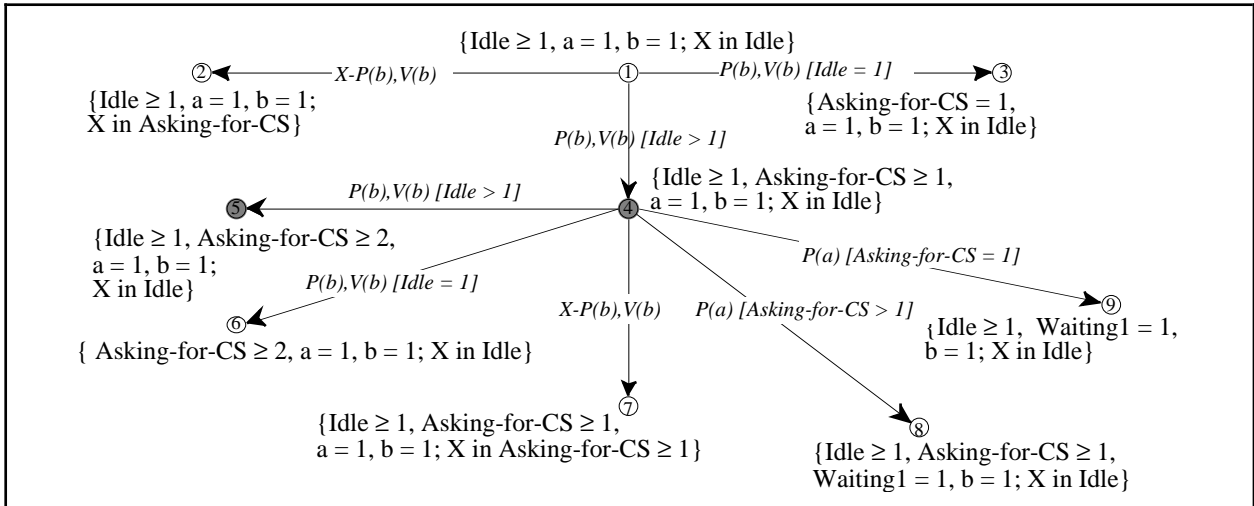 {Idle ≥ 1, a = 1, b = 1; X in Idle}
2
X-P(b),V(b)
1
P(b),V(b) [Idle = 1]
3
{Idle ≥ 1, a = 1, b = 1;
X in Asking-for-CS}
{Asking-for-CS = 1,
a = 1, b = 1; X in Idle}
P(b),V(b) [Idle > 1]
{Idle ≥ 1, Asking-for-CS ≥ 1,
a = 1, b = 1; X in Idle}
5
P(b),V(b) [Idle > 1]
4
{Idle ≥ 1, Asking-for-CS ≥ 2,
a = 1, b = 1;
X in Idle}
P(b),V(b) [Idle = 1]
P(a) [Asking-for-CS = 1]
X-P(b),V(b)
P(a) [Asking-for-CS > 1]
9
{Idle ≥ 1, Waiting1 = 1,
b = 1; X in Idle}
6
{ Asking-for-CS ≥ 2, a = 1, b = 1; X in Idle}
7
{Idle ≥ 1, Asking-for-CS ≥ 1,
a = 1, b = 1; X in Asking-for-CS ≥ 1}
8
{Idle ≥ 1, Asking-for-CS ≥ 1,
Waiting1 = 1, b = 1; X in Idle}